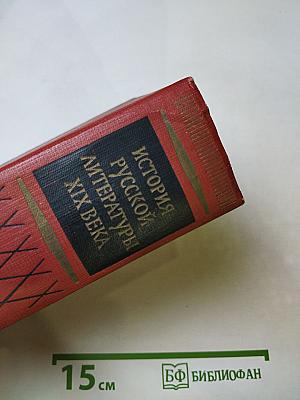 ИСТОРИЯ
РУССКОЙ
ЛИТЕРАТУРЫ
XIX ВЕКА
15 см
БФ БИБЛИОФАН